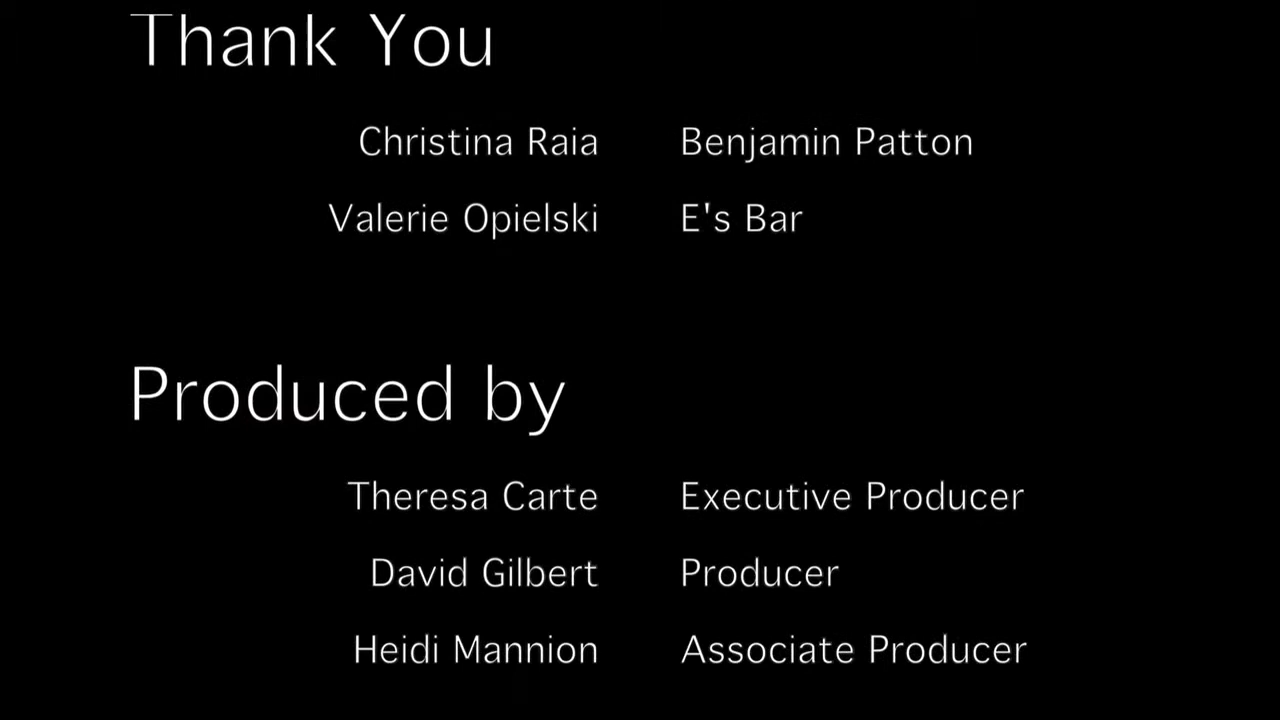 Thank You
Christina Raia Benjamin Patton
Valerie Opielski E's Bar
Produced by
Theresa Carte Executive Producer
David Gilbert Producer
Heidi Mannion Associate Producer